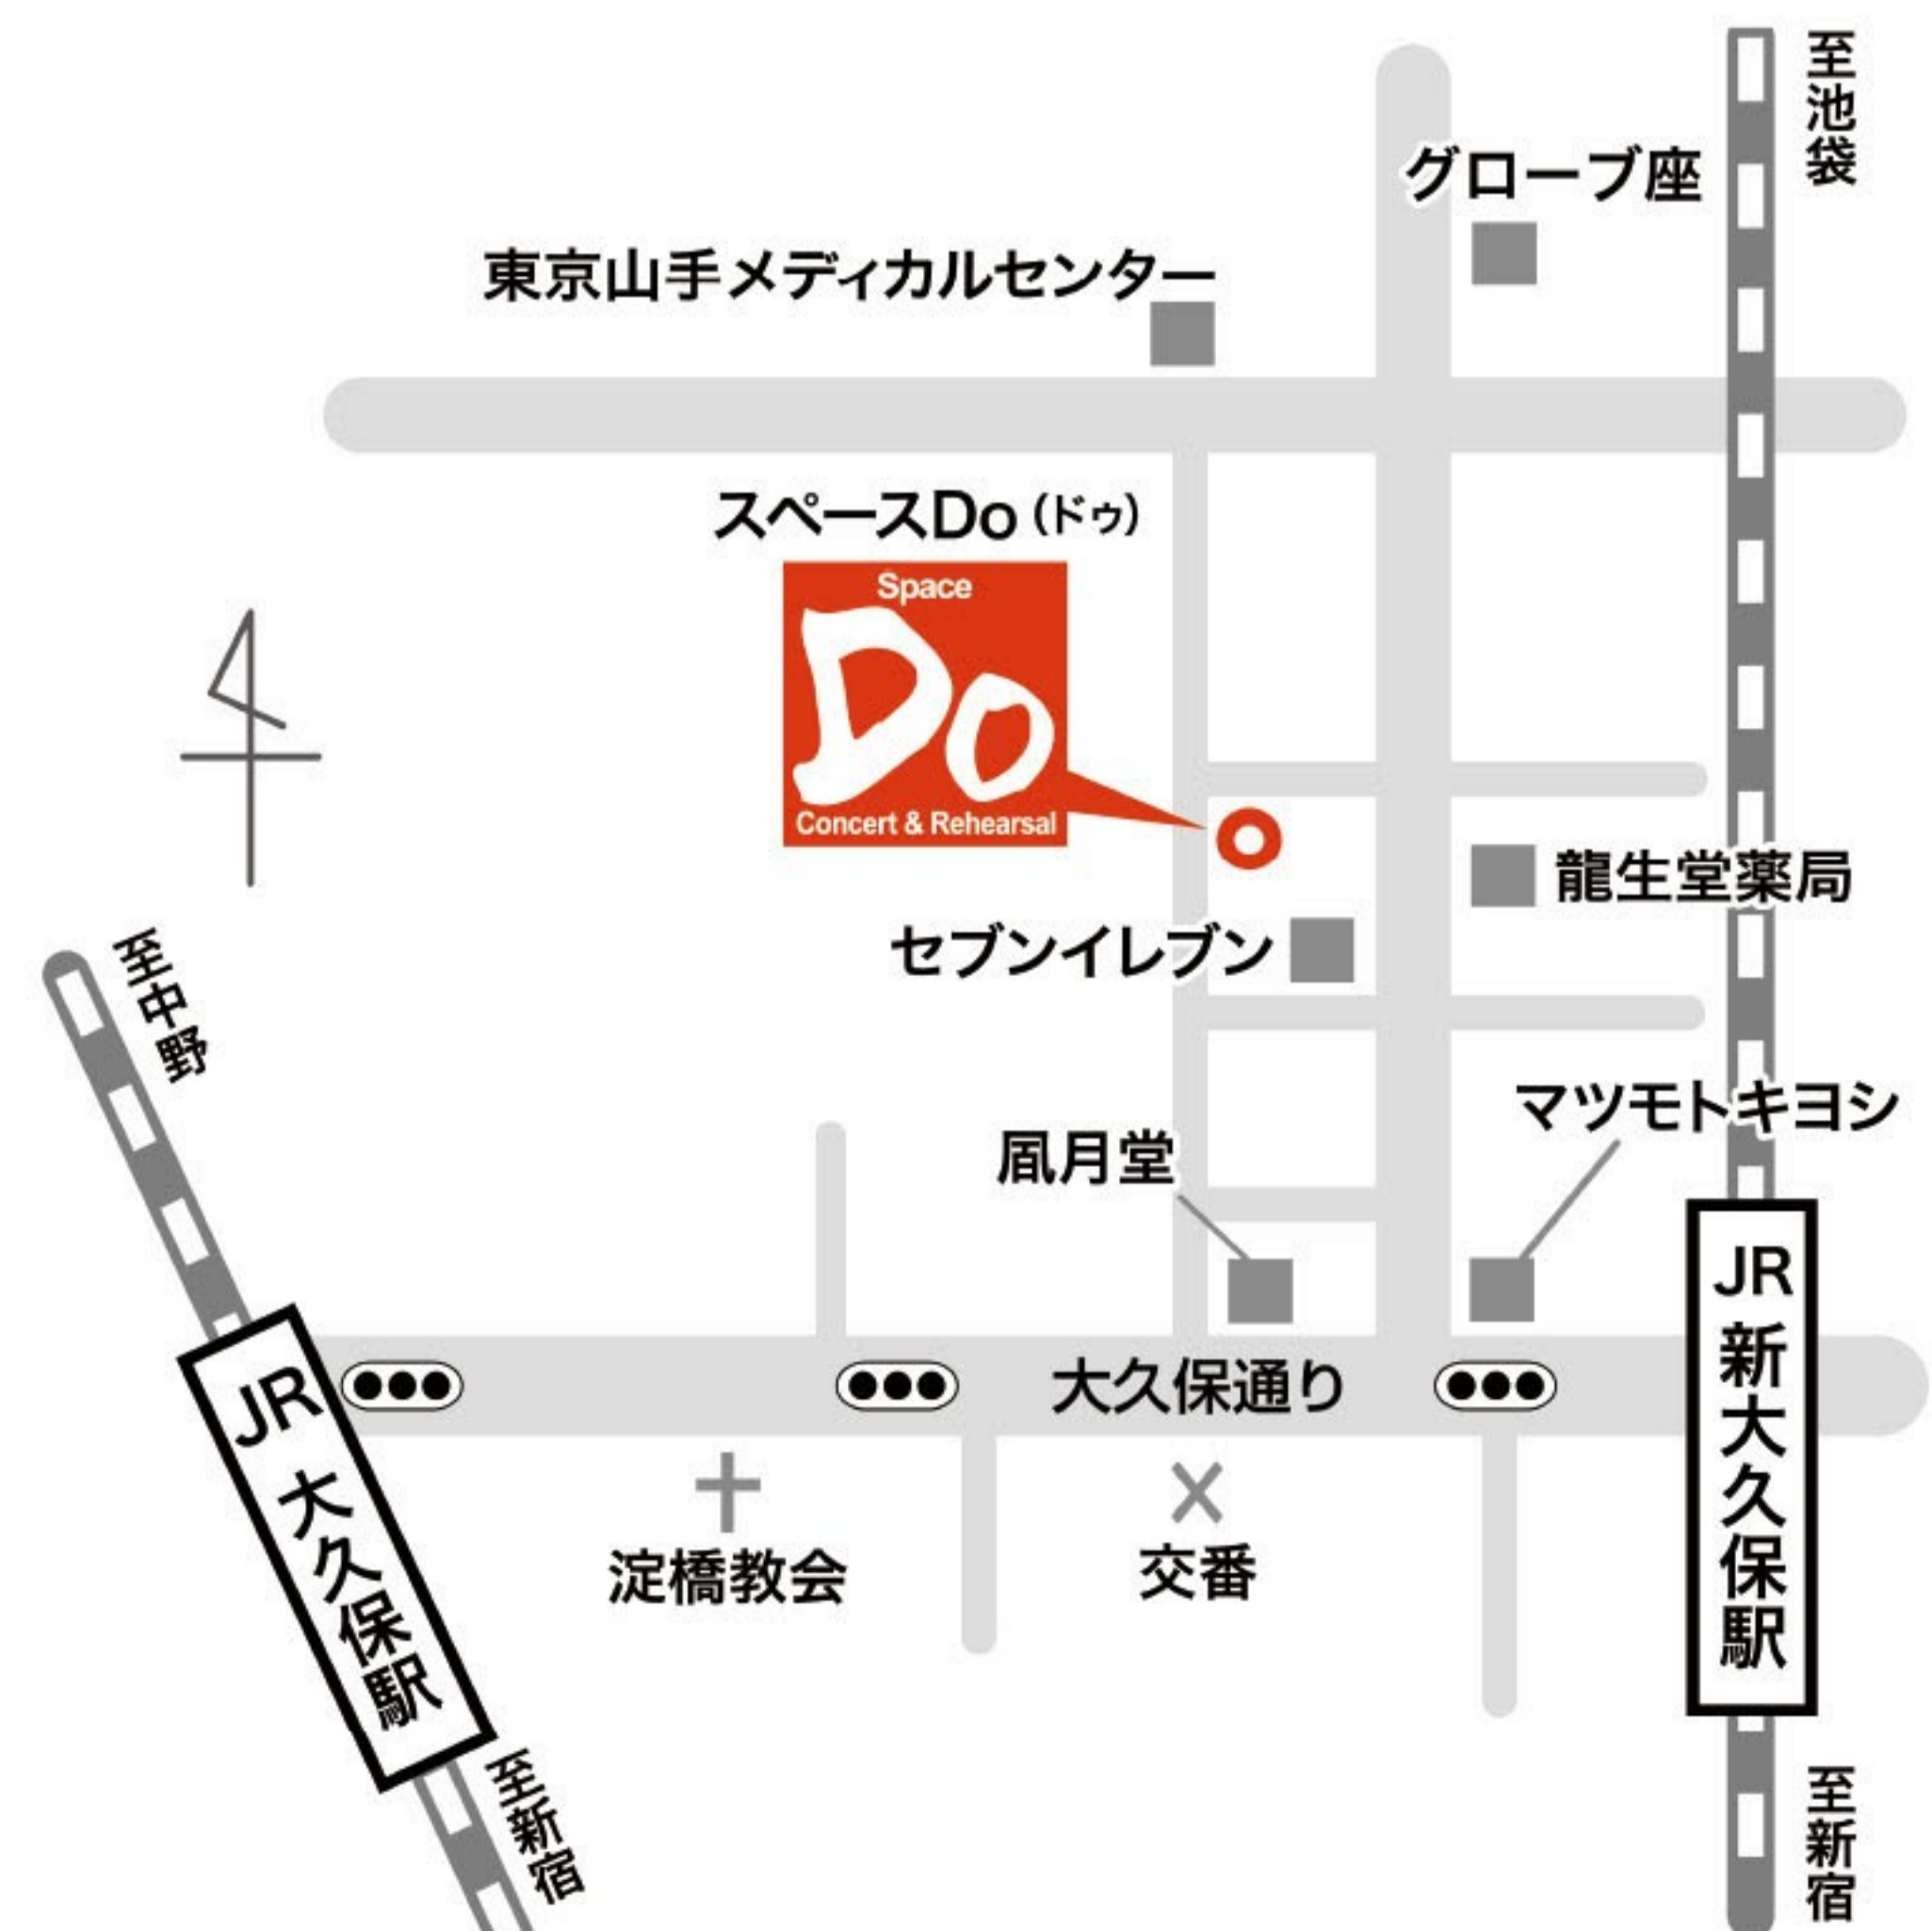 至池袋
グローブ座
東京山手メディカルセンター
スペースDo（ドゥ）
Space
Do
Concert & Rehearsal
龍生堂薬局
セブンイレブン
至中野
マツモトキヨシ
凮月堂
JR 新大久保駅
JR 大久保駅
大久保通り
淀橋教会
交番
至新宿
至新宿